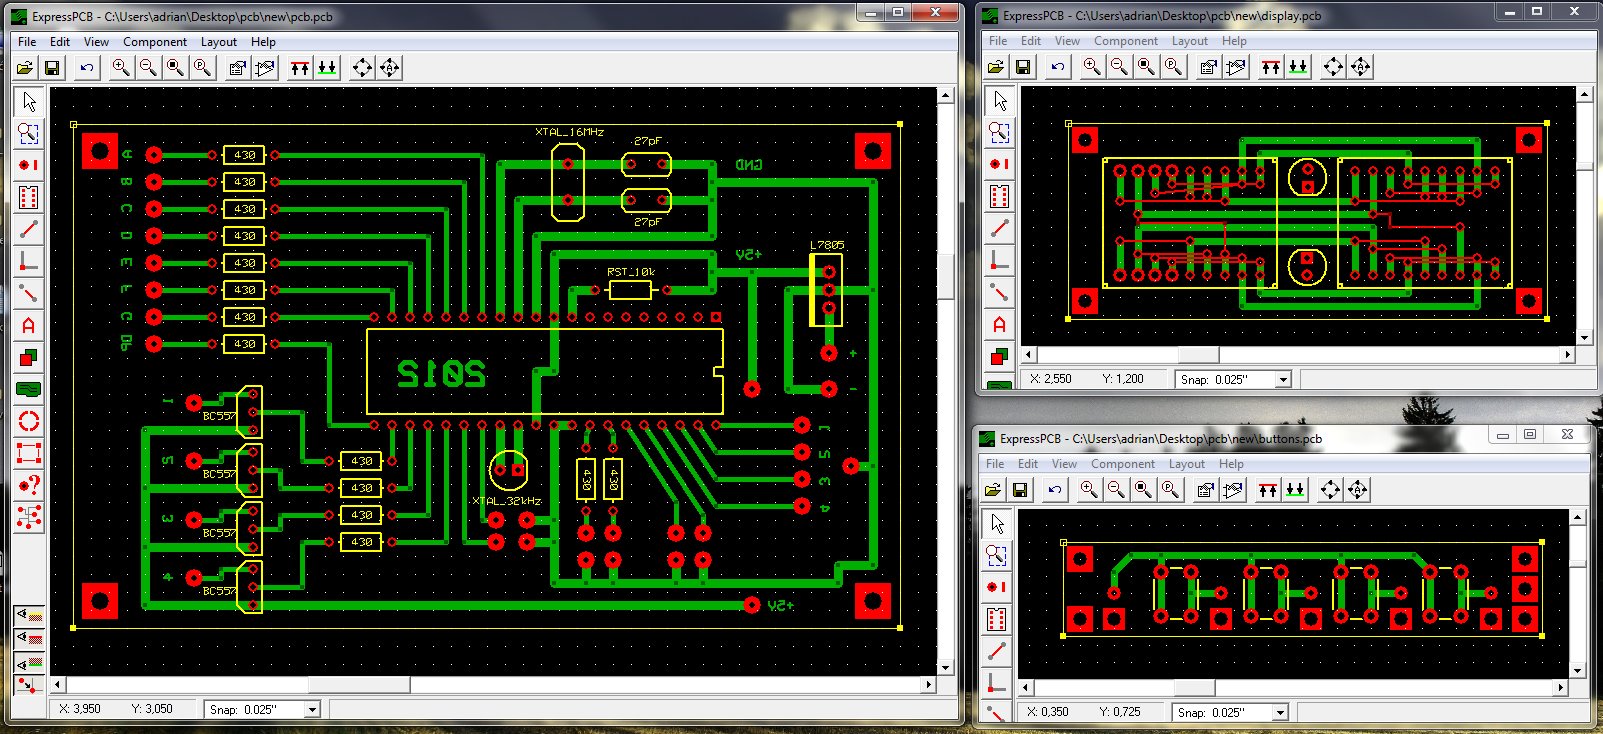 ExpressPCB - C:\Users\adrian\Desktop\pcb\new\pcb.pcb
File Edit View Component Layout Help
XTAL_16MHz
27pF
GND
A 430
B 430
C 430
D 430
E 430
F 430
G 430
DP 430
27pF
+5V
L7805
RST_10k
+
-
2012
1
BC557
2
BC557
3
BC557
4
BC557
430
430
430
430
XTAL_32kHz
430
430
1
2
3
4
+5V
X: 3,950 Y: 3,050 Snap: 0.025"
ExpressPCB - C:\Users\adrian\Desktop\pcb\new\display.pcb
File Edit View Component Layout Help
X: 2,550 Y: 1,200 Snap: 0.025"
ExpressPCB - C:\Users\adrian\Desktop\pcb\new\buttons.pcb
File Edit View Component Layout Help
X: 0,350 Y: 0,725 Snap: 0.025"